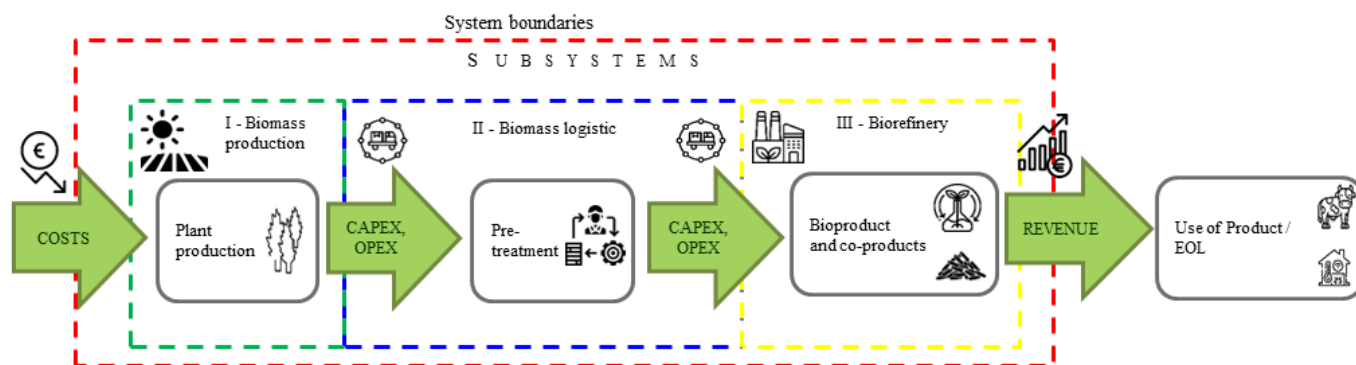 System boundaries
S U B S Y S T E M S
I - Biomass
production
II - Biomass logistic
III - Biorefinery
€
€
COSTS
Plant
production
CAPEX,
OPEX
Pre-
treatment
CAPEX,
OPEX
Bioproduct
and co-products
REVENUE
Use of Product /
EOL